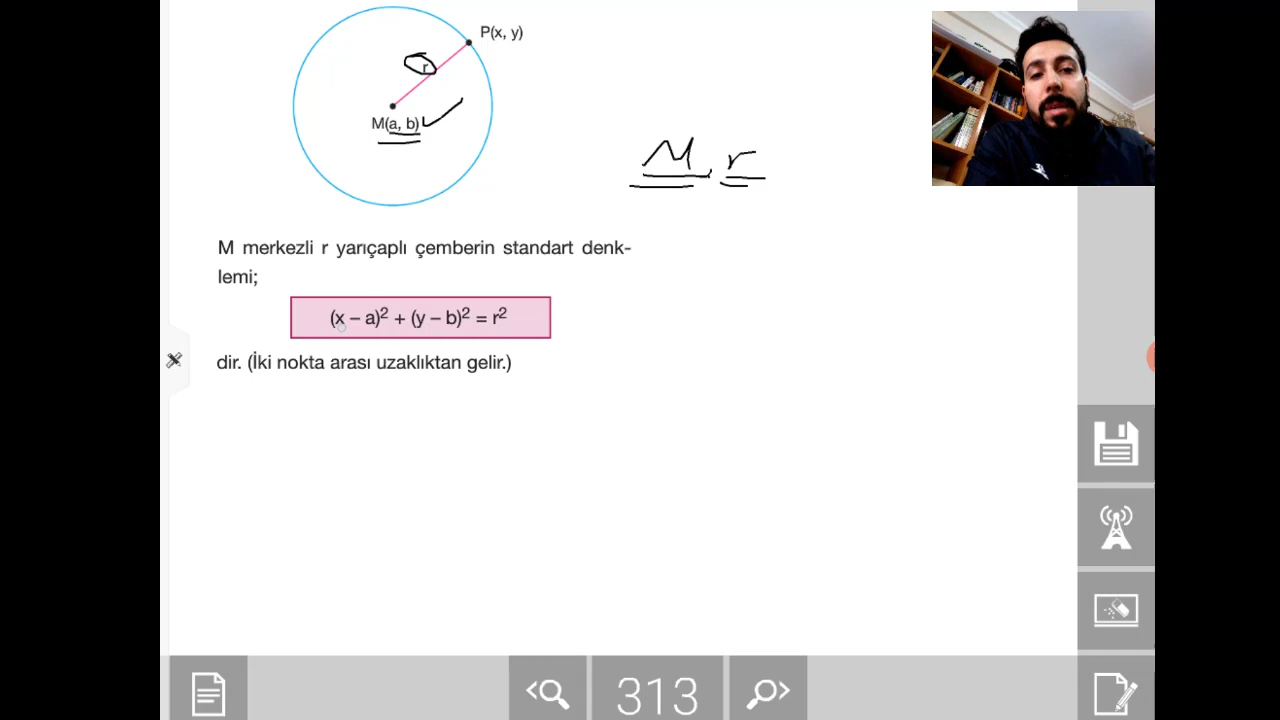 P(x, y)
r
M(a, b)
M, r
M merkezli r yarıçaplı çemberin standart denk-
lemi;
(x – a)² + (y – b)² = r²
dir. (İki nokta arası uzaklıktan gelir.)
313